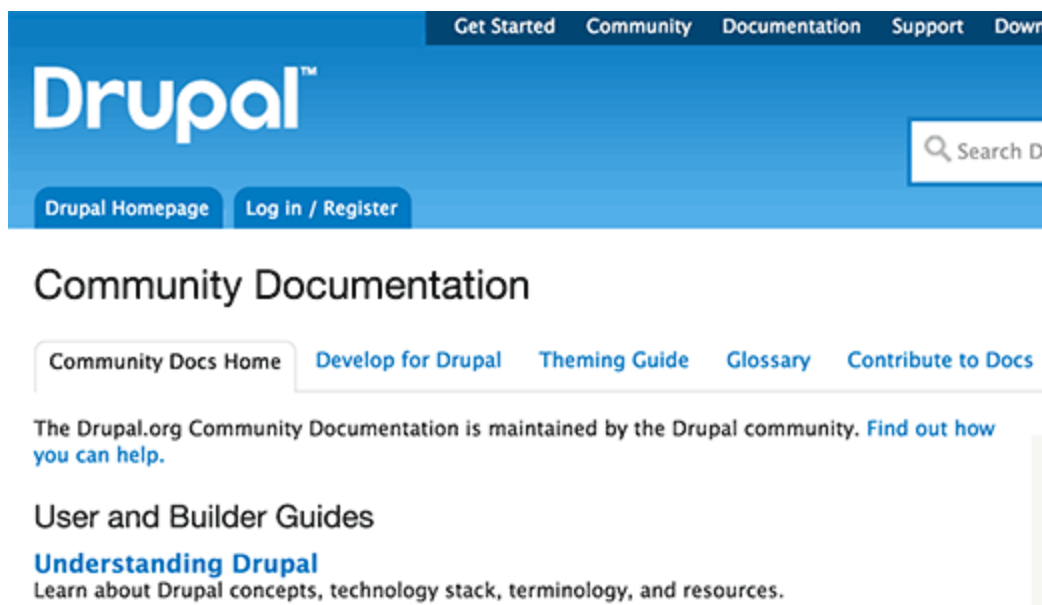 Get Started Community Documentation Support
Drupal™
Search
Drupal Homepage Log in / Register
Community Documentation
Community Docs Home Develop for Drupal Theming Guide Glossary Contribute to Docs
The Drupal.org Community Documentation is maintained by the Drupal community. Find out how
you can help.
User and Builder Guides
Understanding Drupal
Learn about Drupal concepts, technology stack, terminology, and resources.